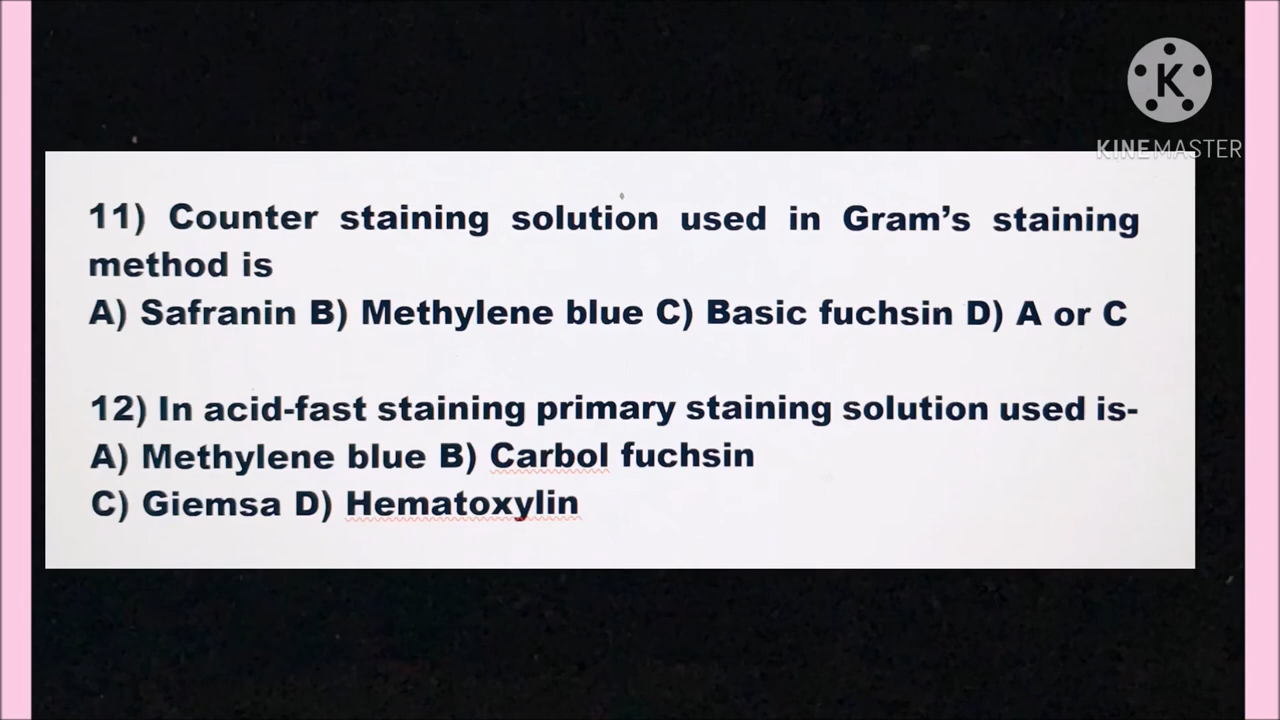 K
KINEMASTER
11) Counter staining solution used in Gram's staining
method is
A) Safranin B) Methylene blue C) Basic fuchsin D) A or C
12) In acid-fast staining primary staining solution used is-
A) Methylene blue B) Carbol fuchsin
C) Giemsa D) Hematoxylin